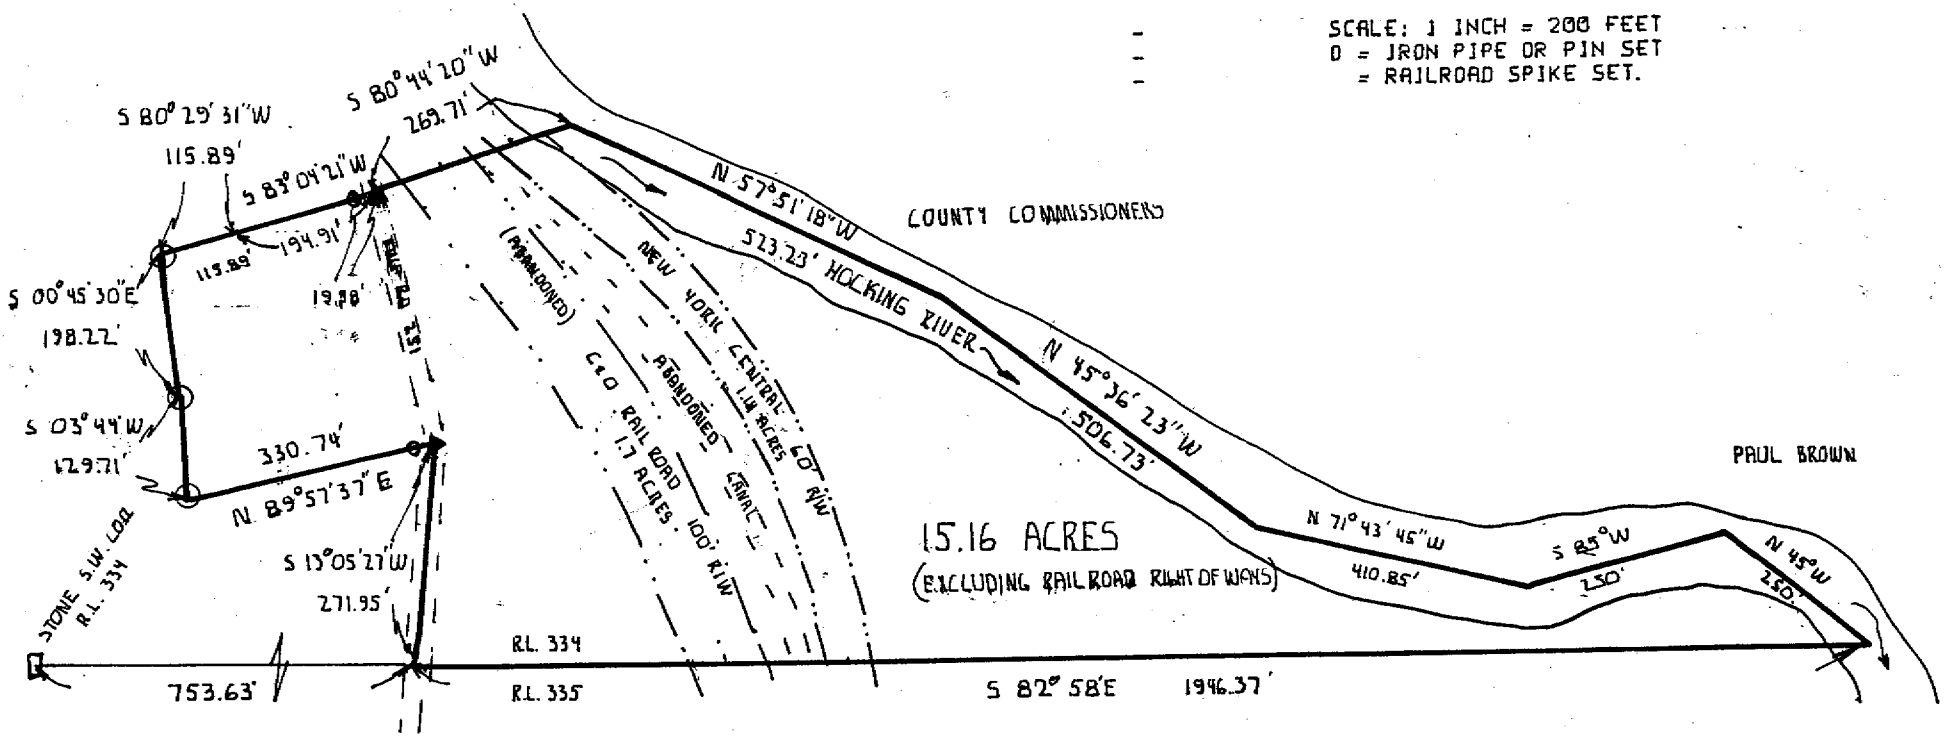 SCALE: 1 INCH = 200 FEET
O = IRON PIPE OR PIN SET
= RAILROAD SPIKE SET.
S 80° 44' 20" W
269.71'
S 80° 29' 31" W
115.89'
S 83° 04' 21" W
194.91'
115.89'
19.98'
S 00° 45' 30" E
198.22'
S 03° 44' W
129.71'
330.74'
N 89° 57' 37" E
S 13° 05' 27" W
271.95'
STONE S.W. COR
R.L. 334
753.63'
R.L. 334
R.L. 335
S 82° 58' E 1946.37'
(ABANDONED)
C&O RAIL ROAD 100' R/W
1.7 ACRES.
ABANDONED CANAL
NEW YORK CENTRAL 60' R/W
1.14 ACRES
N 57° 51' 18" W
523.23' HOCKING RIVER
COUNTY COMMISSIONERS
N 45° 36' 23" W
506.73'
15.16 ACRES
(EXCLUDING RAILROAD RIGHT OF WAYS)
N 71° 43' 45" W
410.85'
S 85° W
250'
N 45° W
250.'
PAUL BROWN